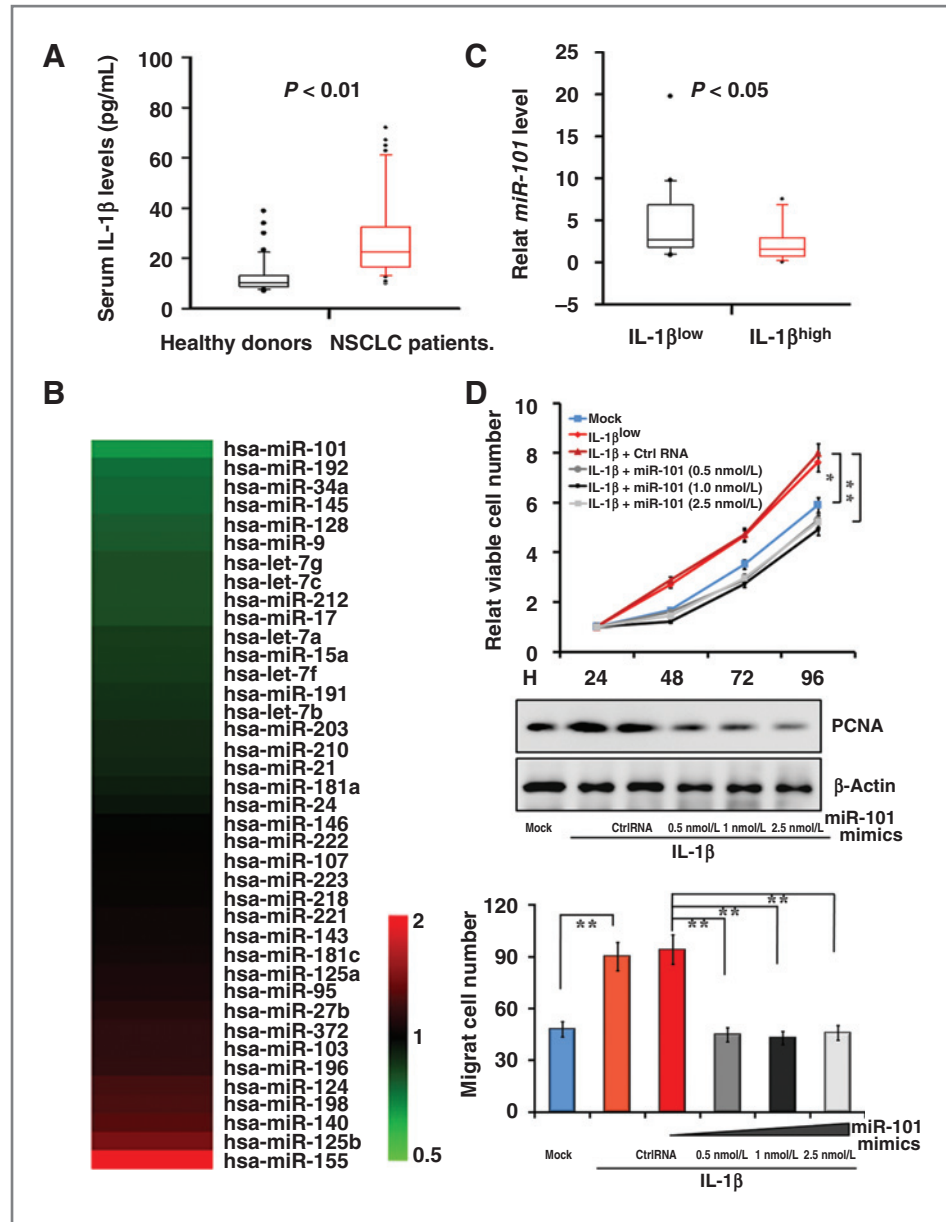 A
Serum IL-1β levels (pg/mL)
100
80
60
40
20
0
P < 0.01
Healthy donors
NSCLC patients.
C
Relat miR-101 level
25
20
15
10
5
0
–5
P < 0.05
IL-1βlow
IL-1βhigh
B
hsa-miR-101
hsa-miR-192
hsa-miR-34a
hsa-miR-145
hsa-miR-128
hsa-miR-9
hsa-let-7g
hsa-let-7c
hsa-miR-212
hsa-miR-17
hsa-let-7a
hsa-miR-15a
hsa-let-7f
hsa-miR-191
hsa-let-7b
hsa-miR-203
hsa-miR-210
hsa-miR-21
hsa-miR-181a
hsa-miR-24
hsa-miR-146
hsa-miR-222
hsa-miR-107
hsa-miR-223
hsa-miR-218
hsa-miR-221
hsa-miR-143
hsa-miR-181c
hsa-miR-125a
hsa-miR-95
hsa-miR-27b
hsa-miR-372
hsa-miR-103
hsa-miR-196
hsa-miR-124
hsa-miR-198
hsa-miR-140
hsa-miR-125b
hsa-miR-155
2
1
0.5
D
Relat viable cell number
10
8
6
4
2
0
Mock
IL-1βlow
IL-1β + Ctrl RNA
IL-1β + miR-101 (0.5 nmol/L)
IL-1β + miR-101 (1.0 nmol/L)
IL-1β + miR-101 (2.5 nmol/L)
*
**
H 24 48 72 96
PCNA
β-Actin
Mock CtrlRNA 0.5 nmol/L 1 nmol/L 2.5 nmol/L miR-101 mimics
IL-1β
Migrat cell number
120
90
60
30
0
**
**
**
**
miR-101 mimics
Mock CtrlRNA 0.5 nmol/L 1 nmol/L 2.5 nmol/L
IL-1β